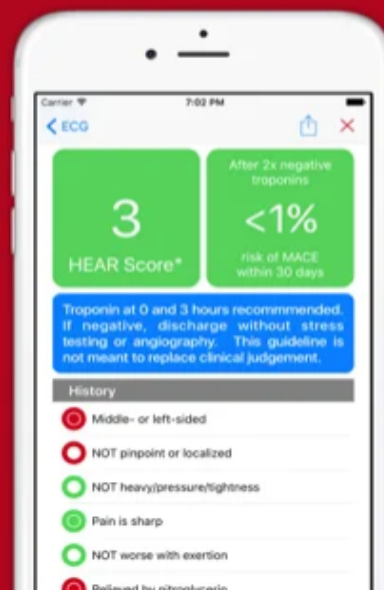 Carrier
7:02 PM
ECG
3
HEAR Score*
After 2x negative
troponins
<1%
risk of MACE
within 30 days
Troponin at 0 and 3 hours recommmended.
If negative, discharge without stress
testing or angiography. This guideline is
not meant to replace clinical judgement.
History
Middle- or left-sided
NOT pinpoint or localized
NOT heavy/pressure/tightness
Pain is sharp
NOT worse with exertion
Relieved by nitroglycerin